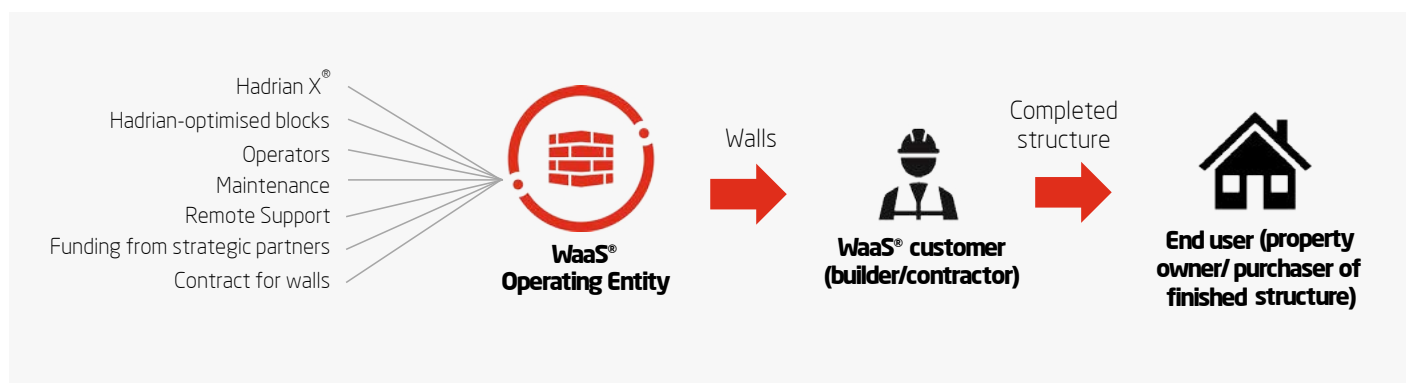 Hadrian X®
Hadrian-optimised blocks
Operators
Maintenance
Remote Support
Funding from strategic partners
Contract for walls
WaaS®
Operating Entity
Walls
WaaS® customer
(builder/contractor)
Completed
structure
End user (property
owner/ purchaser of
finished structure)